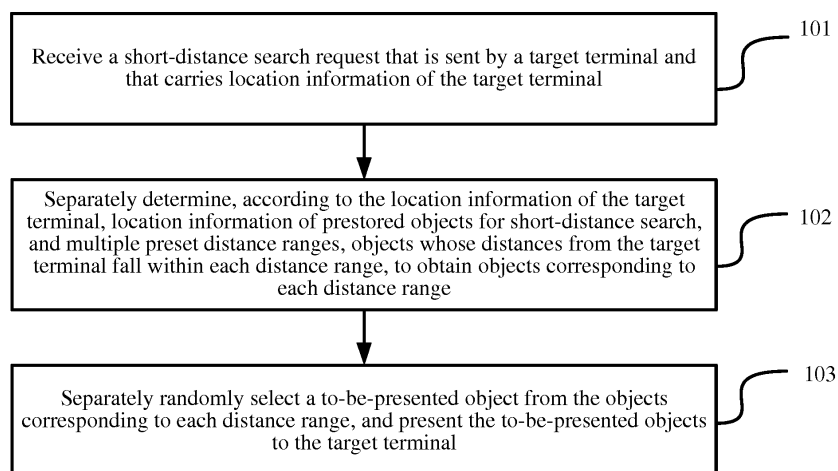 101
Receive a short-distance search request that is sent by a target terminal and
that carries location information of the target terminal
Separately determine, according to the location information of the target
terminal, location information of prestored objects for short-distance search,
and multiple preset distance ranges, objects whose distances from the target
terminal fall within each distance range, to obtain objects corresponding to
each distance range
102
Separately randomly select a to-be-presented object from the objects
corresponding to each distance range, and present the to-be-presented objects
to the target terminal
103